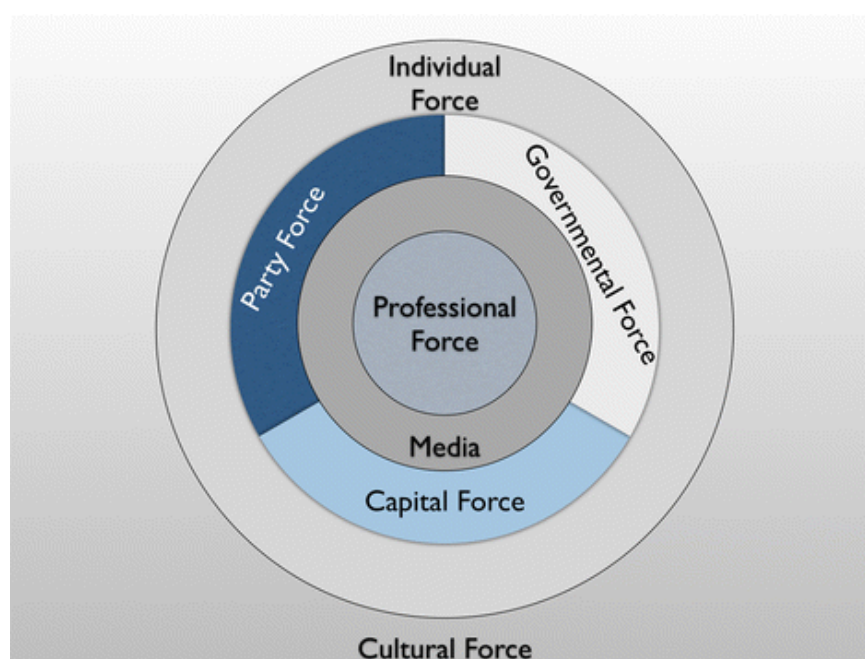 Individual
Force
Party Force
Governmental Force
Professional
Force
Media
Capital Force
Cultural Force